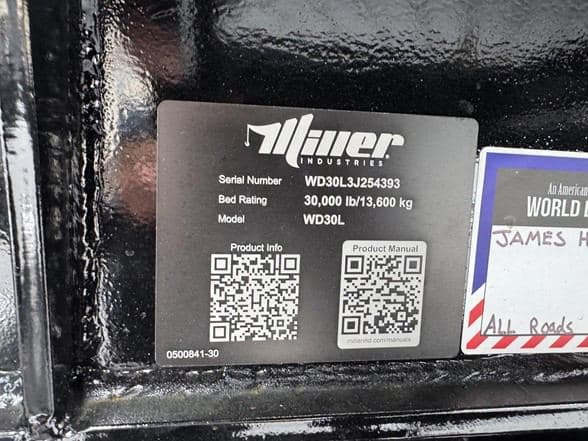 Miller
INDUSTRIES
Serial Number WD30L3J254393
Bed Rating 30,000 lb/13,600 kg
Model WD30L
Product Info
Product Manual
millerind.com/manuals
0500841-30
An American
WORLD
JAMES H
ALL Roads